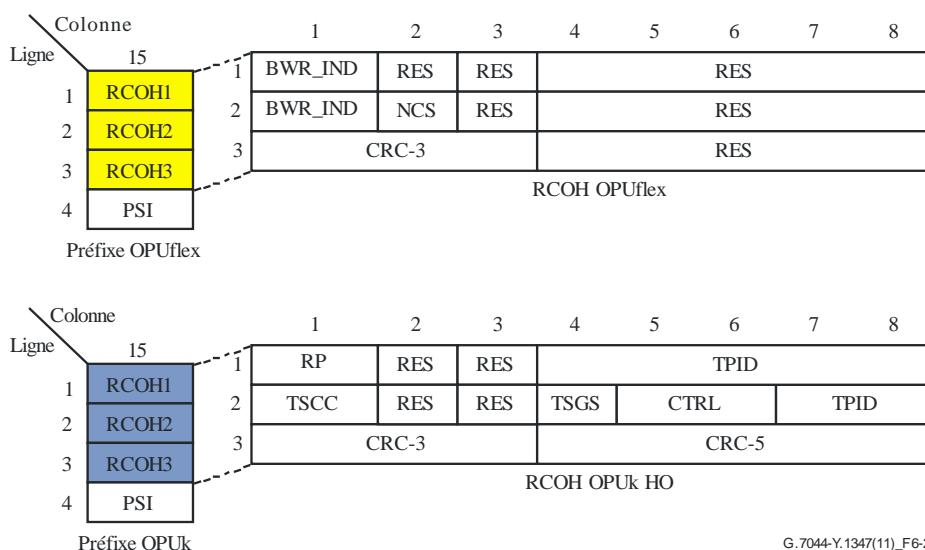 Colonne
1 2 3 4 5 6 7 8
Ligne 15
1 BWR_IND RES RES RES
1 RCOH1
2 BWR_IND NCS RES RES
2 RCOH2
3 CRC-3 RES
3 RCOH3
RCOH OPUflex
4 PSI
Préfixe OPUflex
Colonne
1 2 3 4 5 6 7 8
Ligne 15
1 RP RES RES TPID
1 RCOH1
2 TSCC RES RES TSGS CTRL TPID
2 RCOH2
3 CRC-3 CRC-5
3 RCOH3
RCOH OPUk HO
4 PSI
Préfixe OPUk